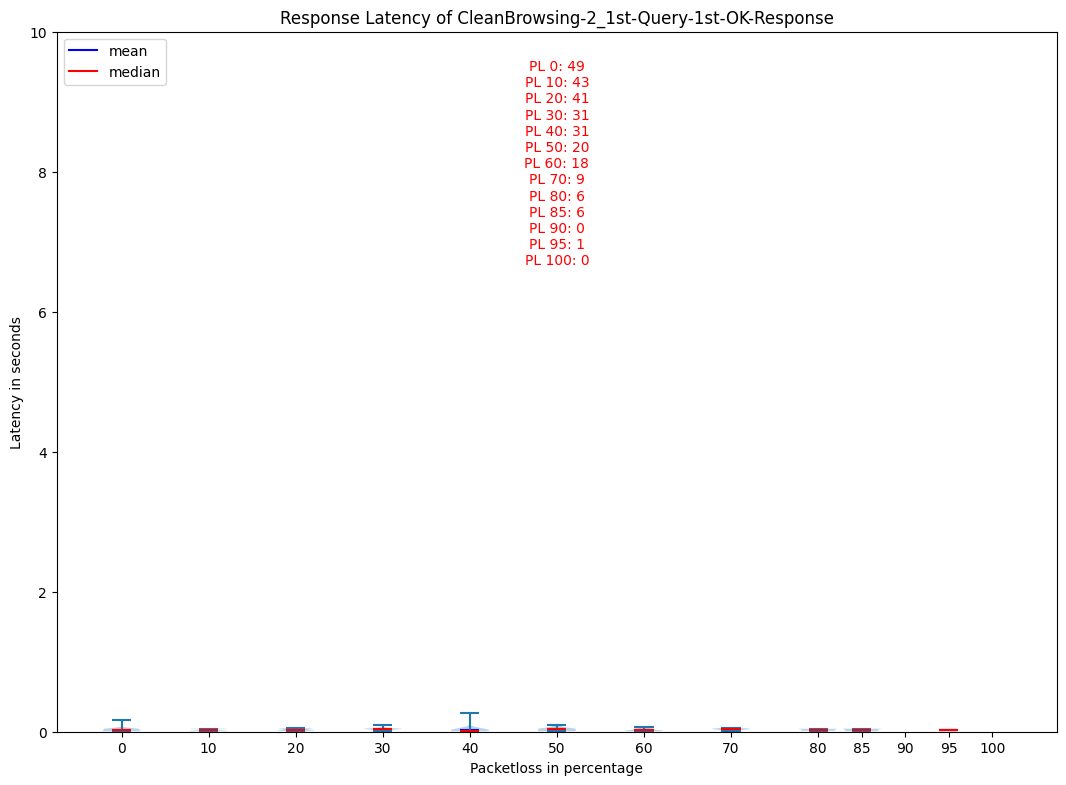 Response Latency of CleanBrowsing-2_1st-Query-1st-OK-Response
mean
median
PL 0: 49
PL 10: 43
PL 20: 41
PL 30: 31
PL 40: 31
PL 50: 20
PL 60: 18
PL 70: 9
PL 80: 6
PL 85: 6
PL 90: 0
PL 95: 1
PL 100: 0
Latency in seconds
10
8
6
4
2
0
0 10 20 30 40 50 60 70 80 85 90 95 100
Packetloss in percentage